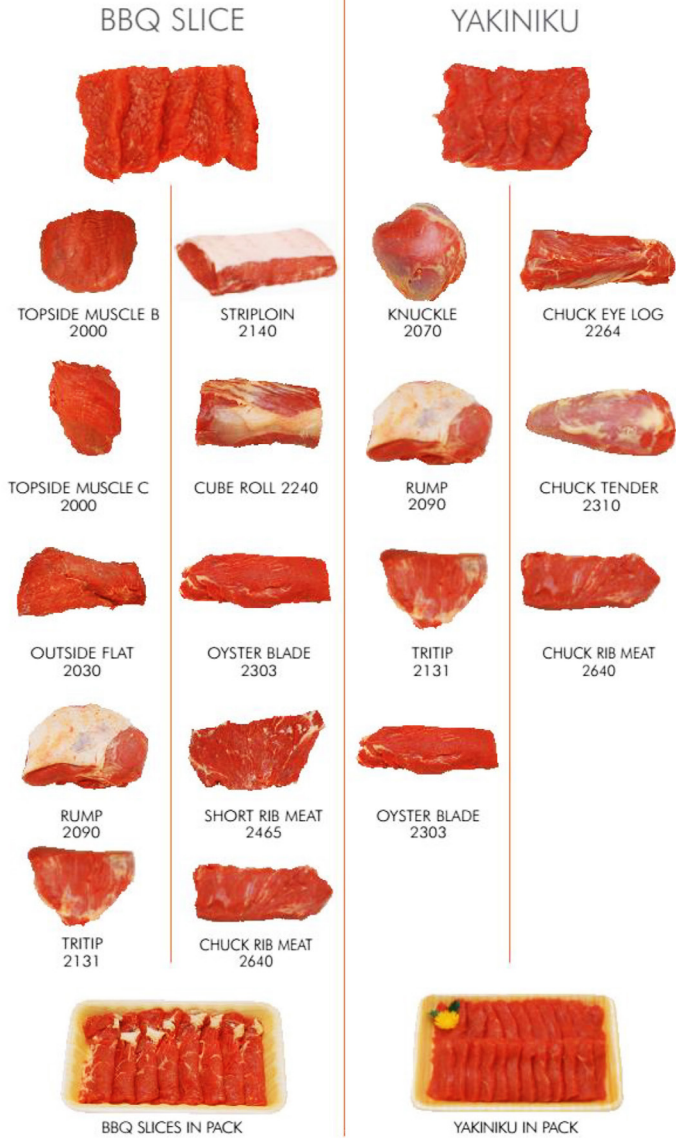 BBQ SLICE
TOPSIDE MUSCLE B
2000
STRIPLOIN
2140
TOPSIDE MUSCLE C
2000
CUBE ROLL 2240
OUTSIDE FLAT
2030
OYSTER BLADE
2303
RUMP
2090
SHORT RIB MEAT
2465
TRITIP
2131
CHUCK RIB MEAT
2640
BBQ SLICES IN PACK
YAKINIKU
KNUCKLE
2070
CHUCK EYE LOG
2264
RUMP
2090
CHUCK TENDER
2310
TRITIP
2131
CHUCK RIB MEAT
2640
OYSTER BLADE
2303
YAKINIKU IN PACK